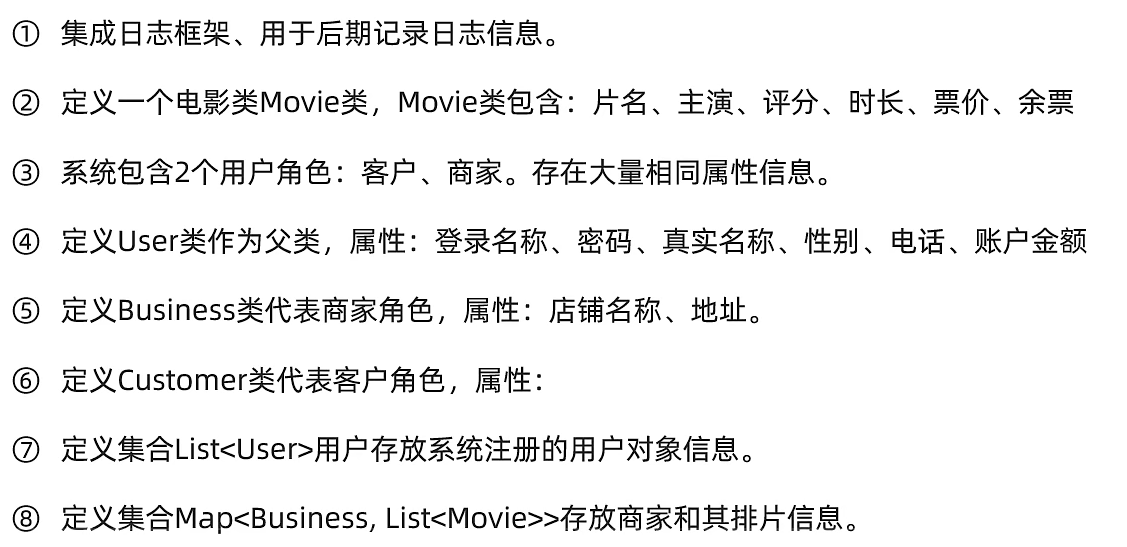 ① 集成日志框架、用于后期记录日志信息。
② 定义一个电影类Movie类，Movie类包含：片名、主演、评分、时长、票价、余票
③ 系统包含2个用户角色：客户、商家。存在大量相同属性信息。
④ 定义User类作为父类，属性：登录名称、密码、真实名称、性别、电话、账户金额
⑤ 定义Business类代表商家角色，属性：店铺名称、地址。
⑥ 定义Customer类代表客户角色，属性：
⑦ 定义集合List<User>用户存放系统注册的用户对象信息。
⑧ 定义集合Map<Business, List<Movie>>存放商家和其排片信息。